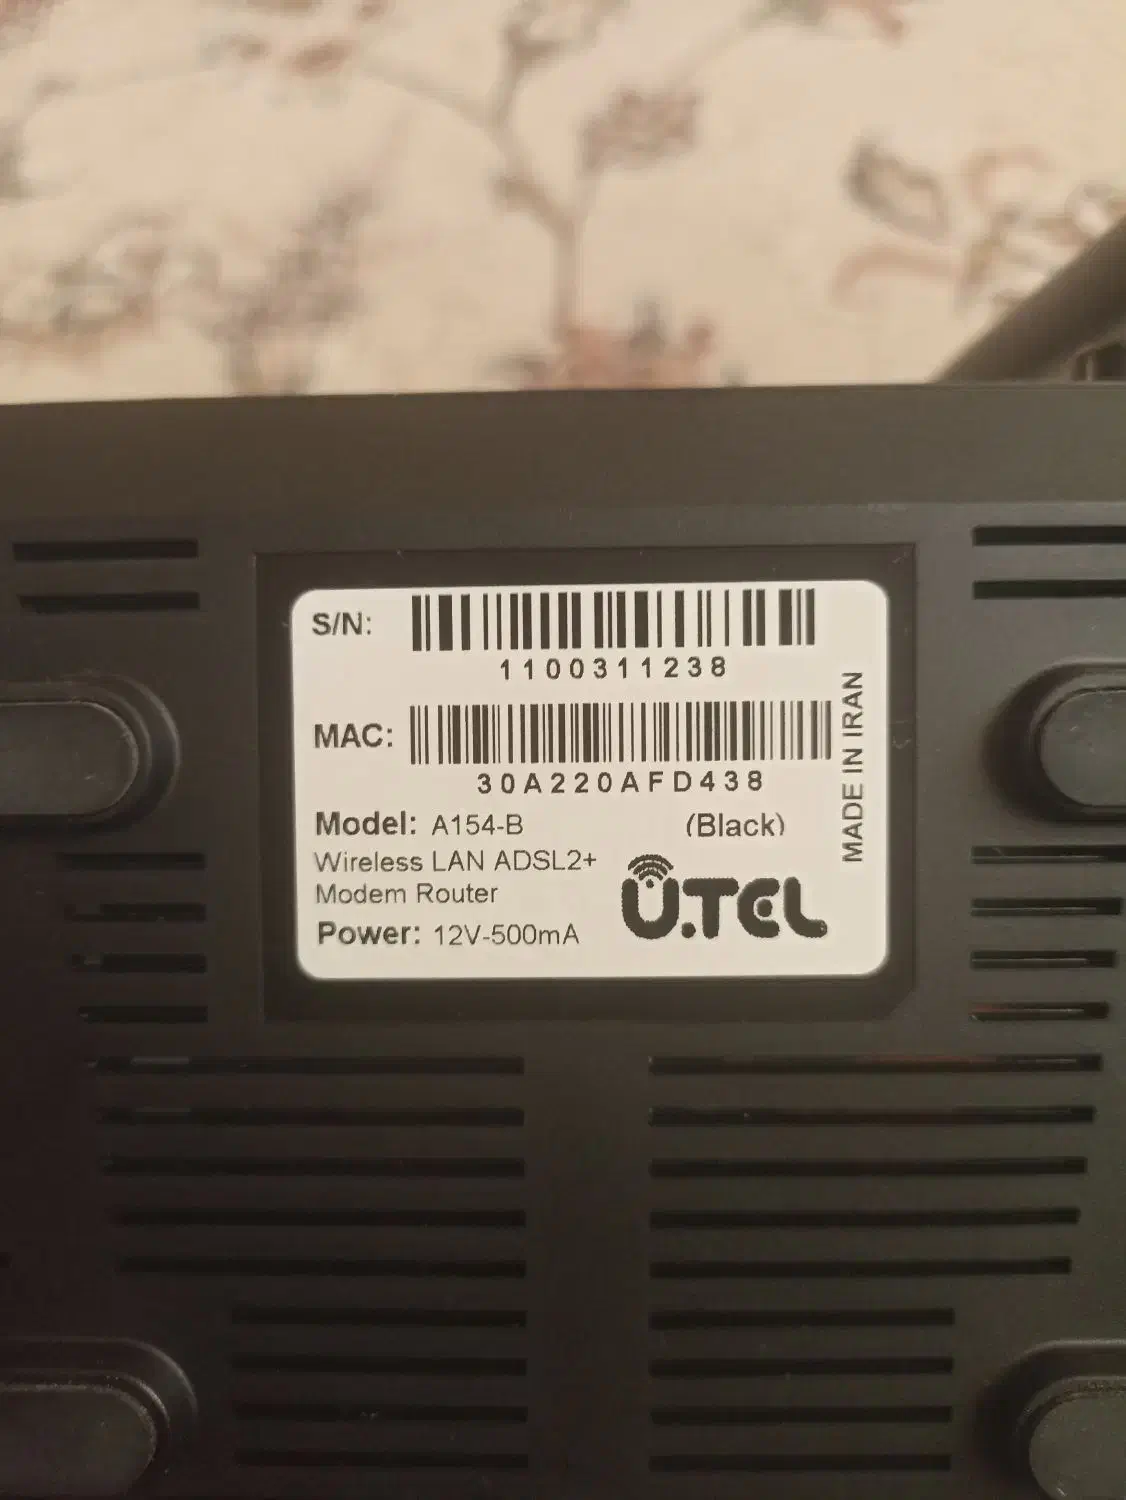 S/N:
1100311238
MAC:
30A220AFD438
Model: A154-B (Black)
Wireless LAN ADSL2+
Modem Router
Power: 12V-500mA
U.TEL
MADE IN IRAN